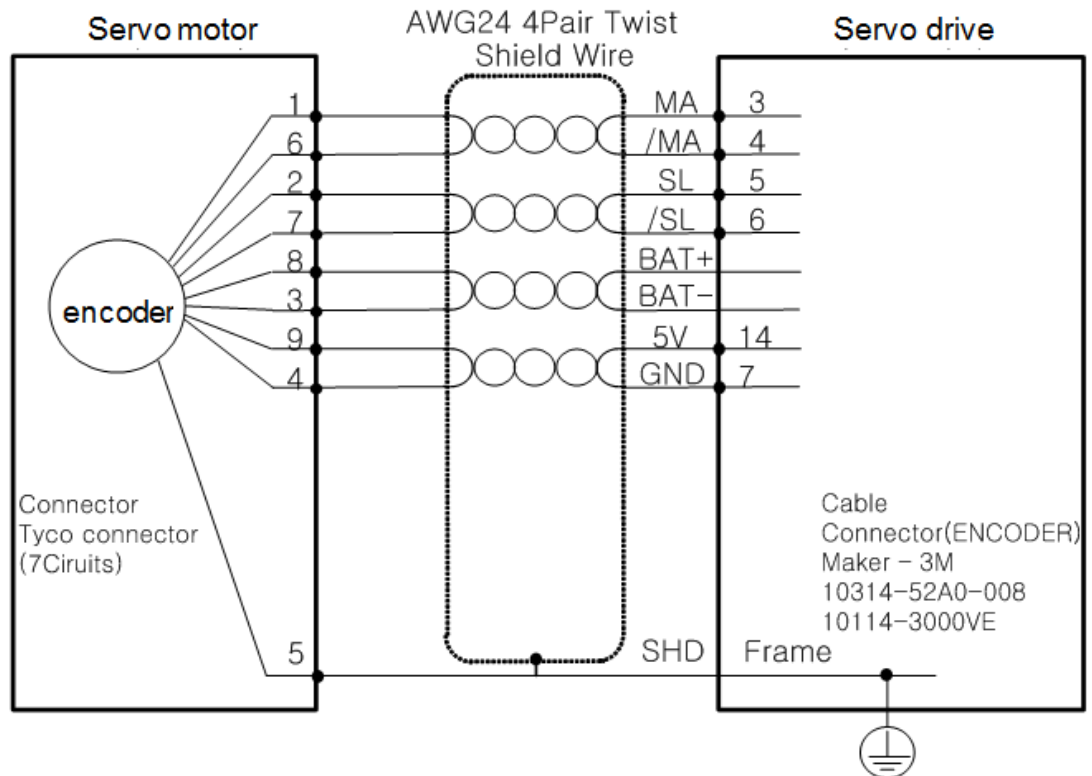 Servo motor
AWG24 4Pair Twist
Shield Wire
Servo drive
1
MA
3
6
/MA
4
2
SL
5
7
/SL
6
8
BAT+
3
BAT-
encoder
9
5V
14
4
GND
7
Connector
Tyco connector
(7Ciruits)
Cable
Connector(ENCODER)
Maker - 3M
10314-52A0-008
10114-3000VE
5
SHD
Frame